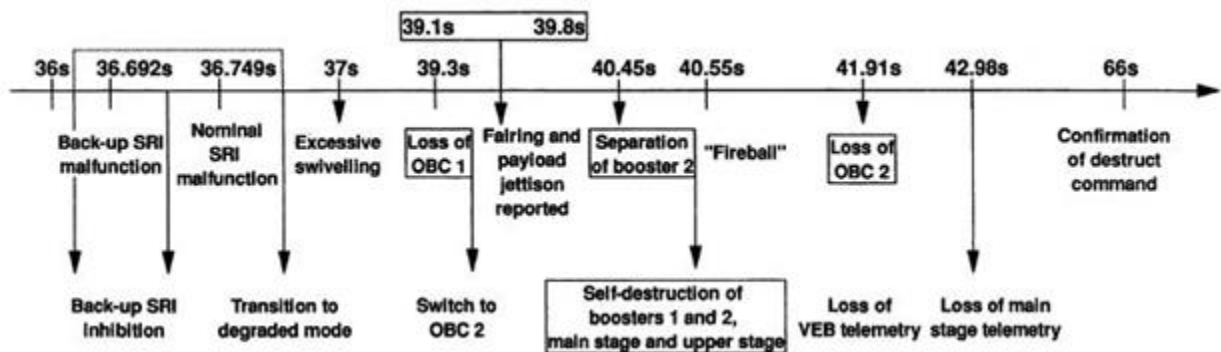 39.1s 39.8s
36s 36.692s 36.749s 37s 39.3s 40.45s 40.55s 41.91s 42.98s 66s
Back-up SRI
malfunction
Nominal
SRI
malfunction
Excessive
swivelling
Loss of
OBC 1
Fairing and
payload
jettison
reported
Separation
of booster 2
"Fireball"
Loss of
OBC 2
Confirmation
of destruct
command
Back-up SRI
inhibition
Transition to
degraded mode
Switch to
OBC 2
Self-destruction of
boosters 1 and 2,
main stage and upper stage
Loss of
VEB telemetry
Loss of main
stage telemetry